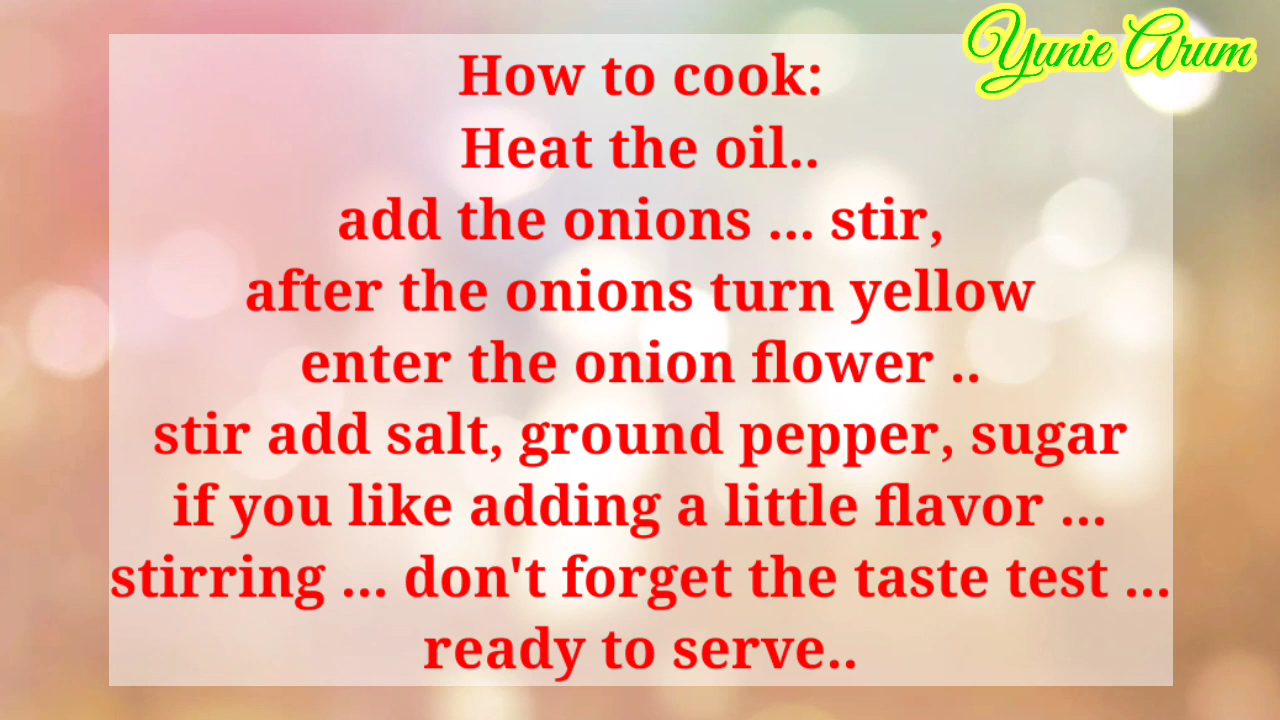 Yunie Arum
How to cook:
Heat the oil..
add the onions ... stir,
after the onions turn yellow
enter the onion flower ..
stir add salt, ground pepper, sugar
if you like adding a little flavor ...
stirring ... don't forget the taste test ...
ready to serve..